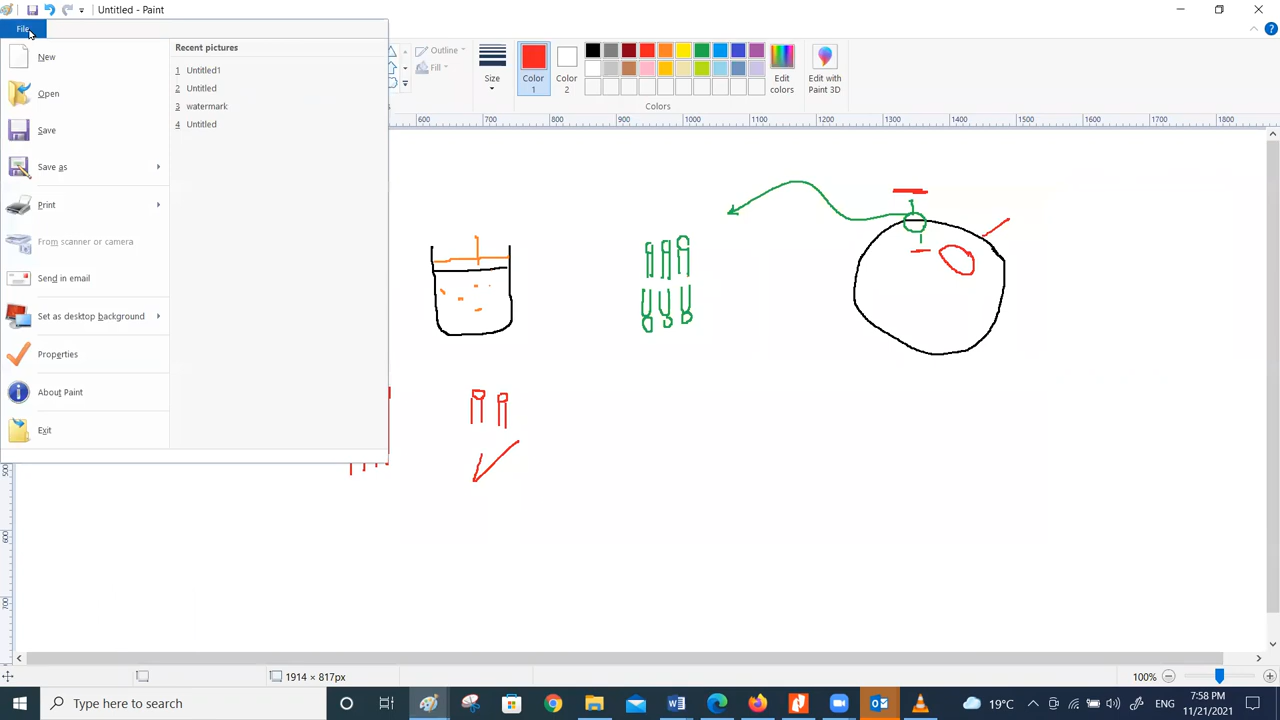 Untitled - Paint
File
New
Open
Save
Save as
Print
From scanner or camera
Send in email
Set as desktop background
Properties
About Paint
Exit
Recent pictures
1 Untitled1
2 Untitled
3 watermark
4 Untitled
Outline
Fill
Size
Color
1
Color
2
Edit
colors
Edit with
Paint 3D
Colors
600 700 800 900 1000 1100 1200 1300 1400 1500 1600 1700 1800
500
600
700
1914 × 817px
100%
Type here to search
19°C
ENG
7:58 PM
11/21/2021